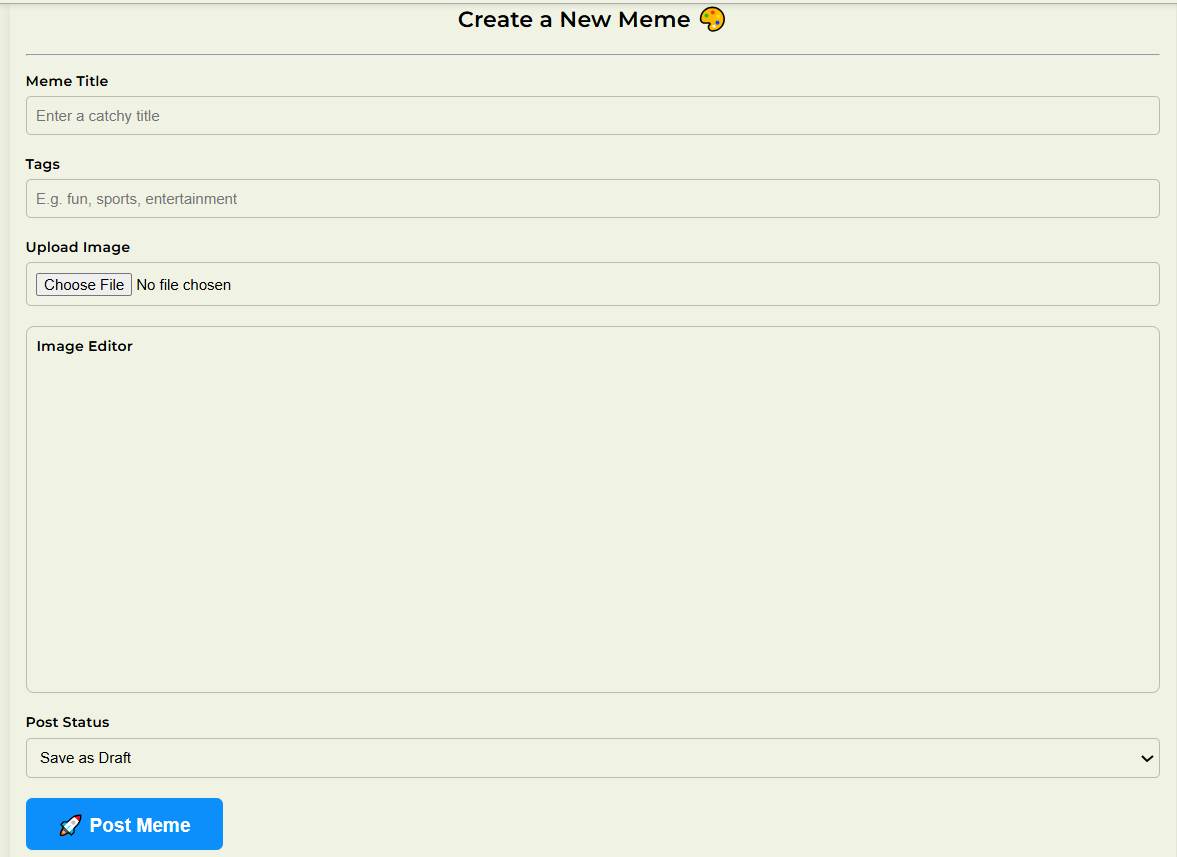 Create a New Meme 🎨
Meme Title
Enter a catchy title
Tags
E.g. fun, sports, entertainment
Upload Image
Choose File No file chosen
Image Editor
Post Status
Save as Draft
🚀 Post Meme